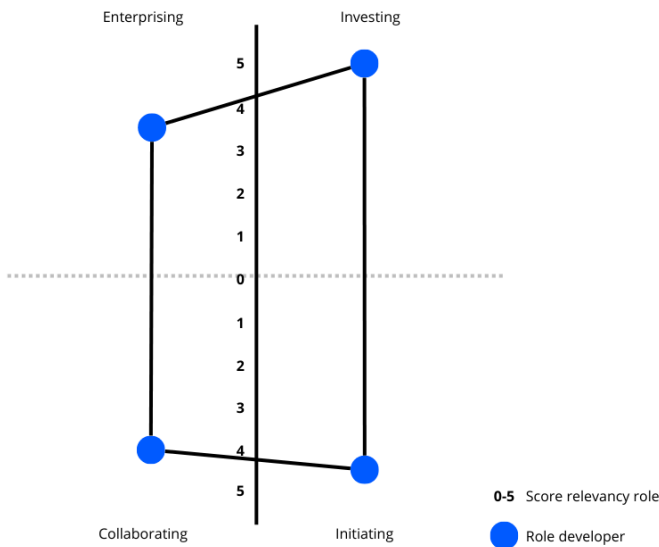 Enterprising Investing
5
4
3
2
1
0
1
2
3
4
5
0-5 Score relevancy role
Collaborating Initiating
Role developer